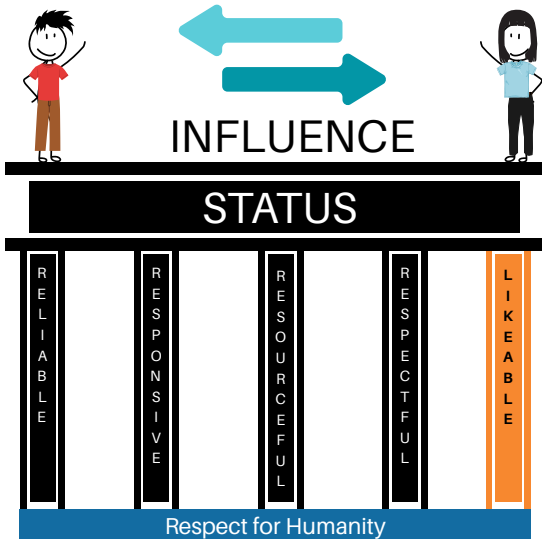 INFLUENCE
STATUS
RELIABLE
RESPONSIVE
RESOURCEFUL
RESPECTFUL
LIKEABLE
Respect for Humanity